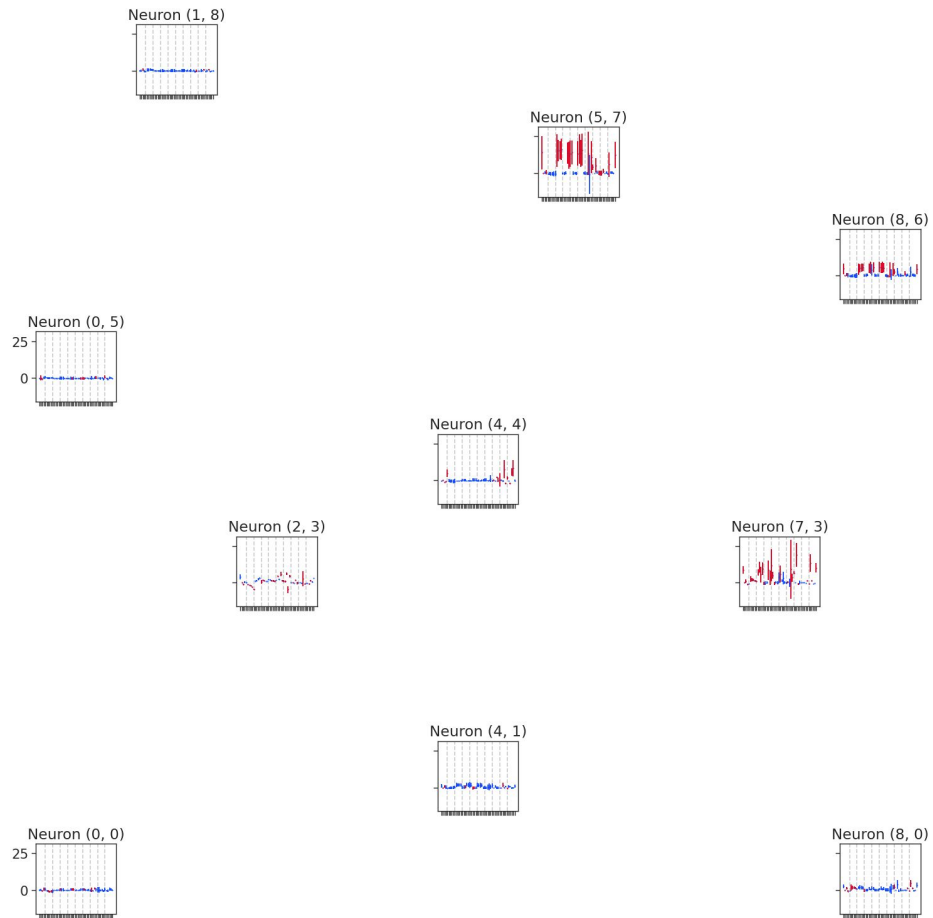 Neuron (1, 8)
Neuron (5, 7)
Neuron (8, 6)
Neuron (0, 5)
25
0
Neuron (4, 4)
Neuron (2, 3)
Neuron (7, 3)
Neuron (4, 1)
Neuron (0, 0)
Neuron (8, 0)
25
0